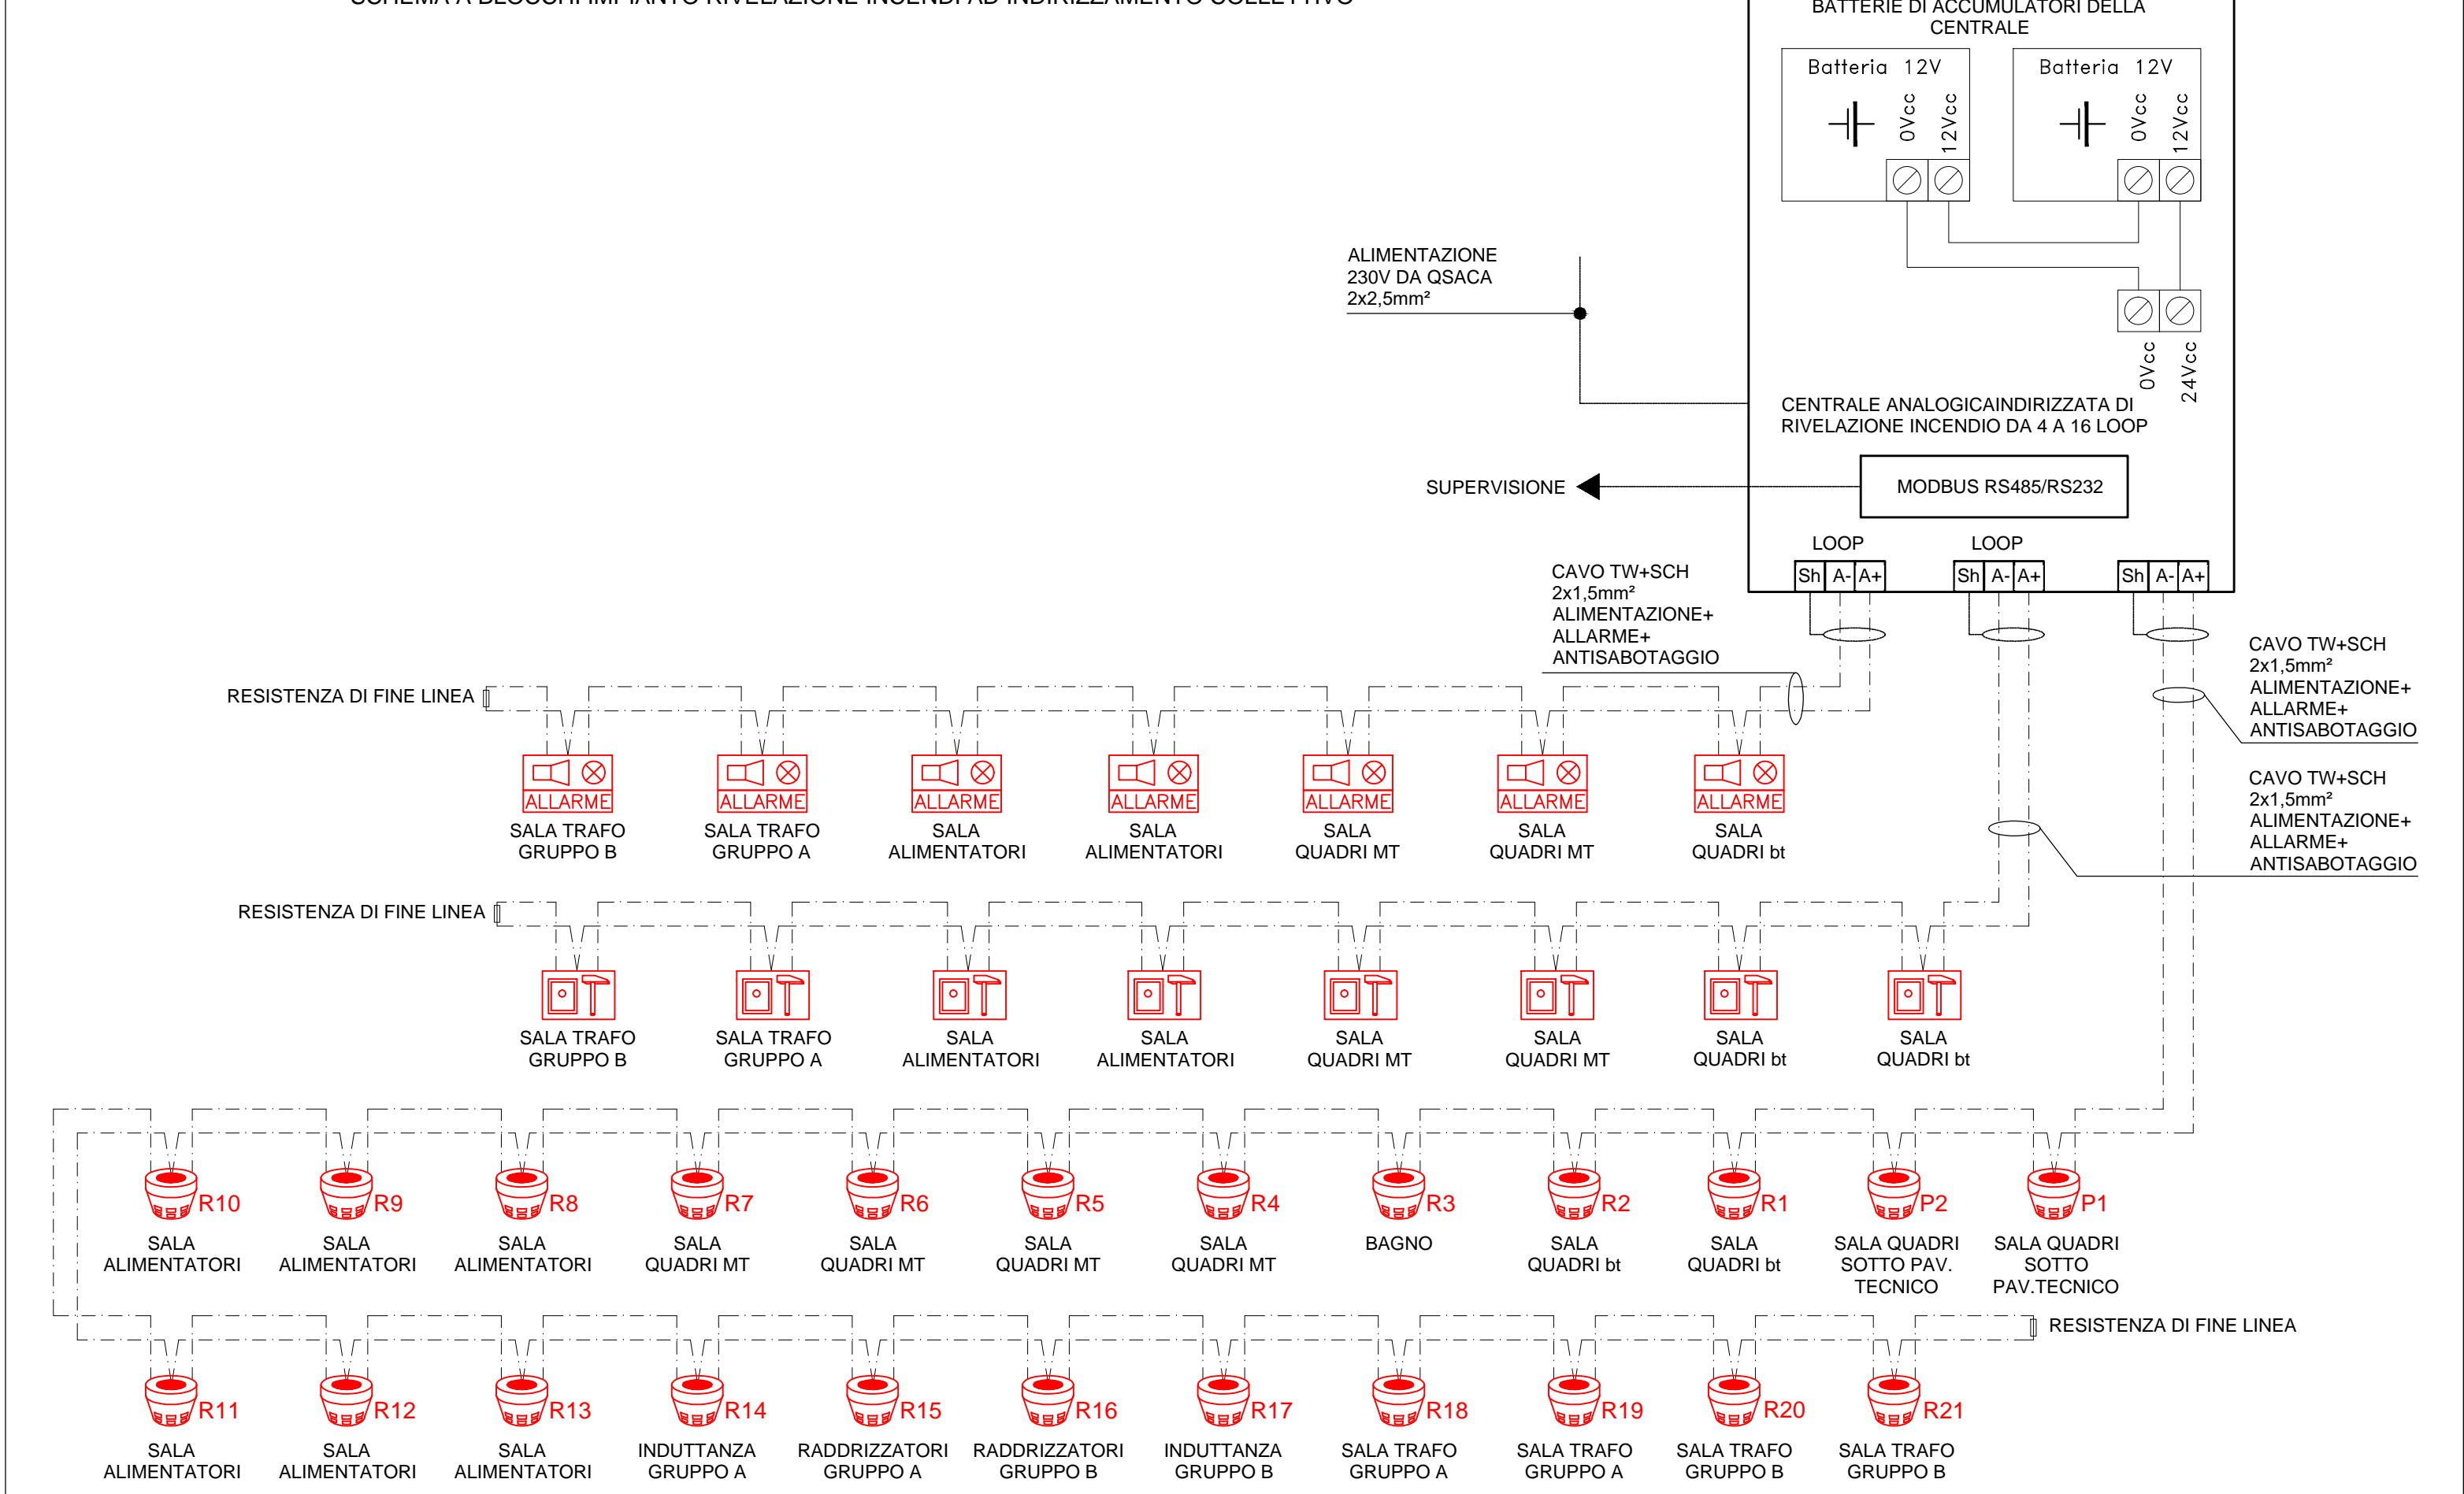 SCHEMA A BLOCCHI IMPIANTO RIVELAZIONE INCENDI AD INDIRIZZAMENTO COLLETTIVO
BATTERIE DI ACCUMULATORI DELLA
CENTRALE
Batteria 12V
0Vcc
12Vcc
Batteria 12V
0Vcc
12Vcc
0Vcc
24Vcc
ALIMENTAZIONE
230V DA QSACA
2x2,5mm²
CENTRALE ANALOGICAINDIRIZZATA DI
RIVELAZIONE INCENDIO DA 4 A 16 LOOP
SUPERVISIONE
MODBUS RS485/RS232
LOOP
LOOP
Sh A- A+
Sh A- A+
Sh A- A+
CAVO TW+SCH
2x1,5mm²
ALIMENTAZIONE+
ALLARME+
ANTISABOTAGGIO
CAVO TW+SCH
2x1,5mm²
ALIMENTAZIONE+
ALLARME+
ANTISABOTAGGIO
CAVO TW+SCH
2x1,5mm²
ALIMENTAZIONE+
ALLARME+
ANTISABOTAGGIO
RESISTENZA DI FINE LINEA
ALLARME
SALA TRAFO
GRUPPO B
ALLARME
SALA TRAFO
GRUPPO A
ALLARME
SALA
ALIMENTATORI
ALLARME
SALA
ALIMENTATORI
ALLARME
SALA
QUADRI MT
ALLARME
SALA
QUADRI MT
ALLARME
SALA
QUADRI bt
RESISTENZA DI FINE LINEA
SALA TRAFO
GRUPPO B
SALA TRAFO
GRUPPO A
SALA
ALIMENTATORI
SALA
ALIMENTATORI
SALA
QUADRI MT
SALA
QUADRI MT
SALA
QUADRI bt
SALA
QUADRI bt
R10
SALA
ALIMENTATORI
R9
SALA
ALIMENTATORI
R8
SALA
ALIMENTATORI
R7
SALA
QUADRI MT
R6
SALA
QUADRI MT
R5
SALA
QUADRI MT
R4
SALA
QUADRI MT
R3
BAGNO
R2
SALA
QUADRI bt
R1
SALA
QUADRI bt
P2
SALA QUADRI
SOTTO PAV.
TECNICO
P1
SALA QUADRI
SOTTO
PAV.TECNICO
RESISTENZA DI FINE LINEA
R11
SALA
ALIMENTATORI
R12
SALA
ALIMENTATORI
R13
SALA
ALIMENTATORI
R14
INDUTTANZA
GRUPPO A
R15
RADDRIZZATORI
GRUPPO A
R16
RADDRIZZATORI
GRUPPO B
R17
INDUTTANZA
GRUPPO B
R18
SALA TRAFO
GRUPPO A
R19
SALA TRAFO
GRUPPO A
R20
SALA TRAFO
GRUPPO B
R21
SALA TRAFO
GRUPPO B